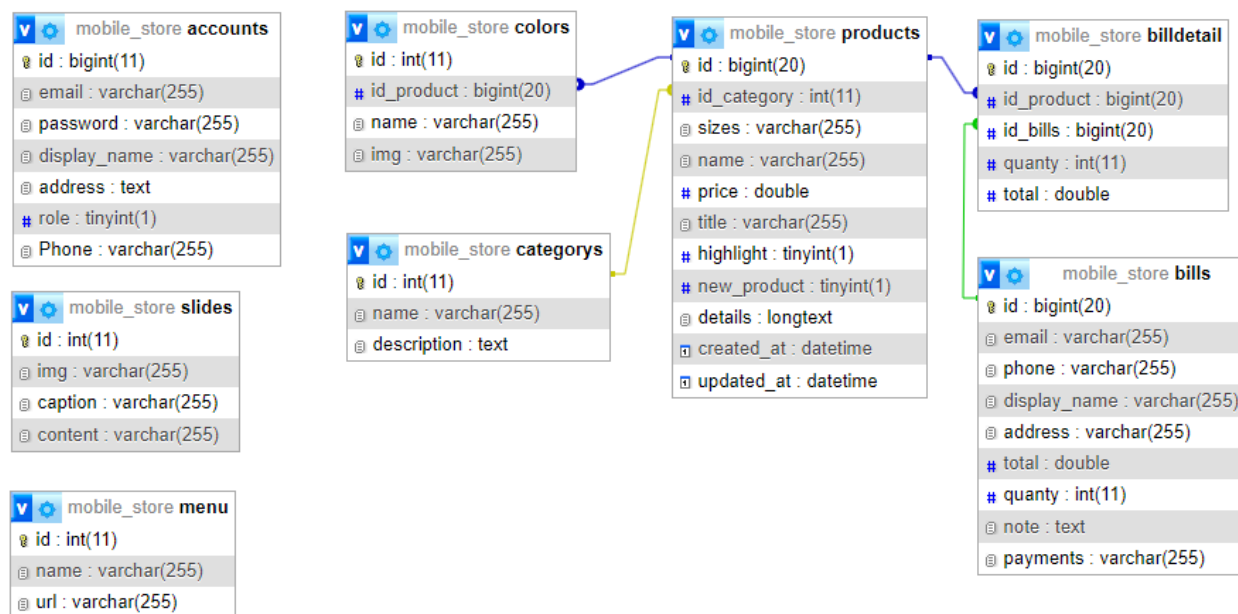 mobile_store accounts
id : bigint(11)
email : varchar(255)
password : varchar(255)
display_name : varchar(255)
address : text
role : tinyint(1)
Phone : varchar(255)
mobile_store slides
id : int(11)
img : varchar(255)
caption : varchar(255)
content : varchar(255)
mobile_store menu
id : int(11)
name : varchar(255)
url : varchar(255)
mobile_store colors
id : int(11)
id_product : bigint(20)
name : varchar(255)
img : varchar(255)
mobile_store categorys
id : int(11)
name : varchar(255)
description : text
mobile_store products
id : bigint(20)
id_category : int(11)
sizes : varchar(255)
name : varchar(255)
price : double
title : varchar(255)
highlight : tinyint(1)
new_product : tinyint(1)
details : longtext
created_at : datetime
updated_at : datetime
mobile_store billdetail
id : bigint(20)
id_product : bigint(20)
id_bills : bigint(20)
quanty : int(11)
total : double
mobile_store bills
id : bigint(20)
email : varchar(255)
phone : varchar(255)
display_name : varchar(255)
address : varchar(255)
total : double
quanty : int(11)
note : text
payments : varchar(255)